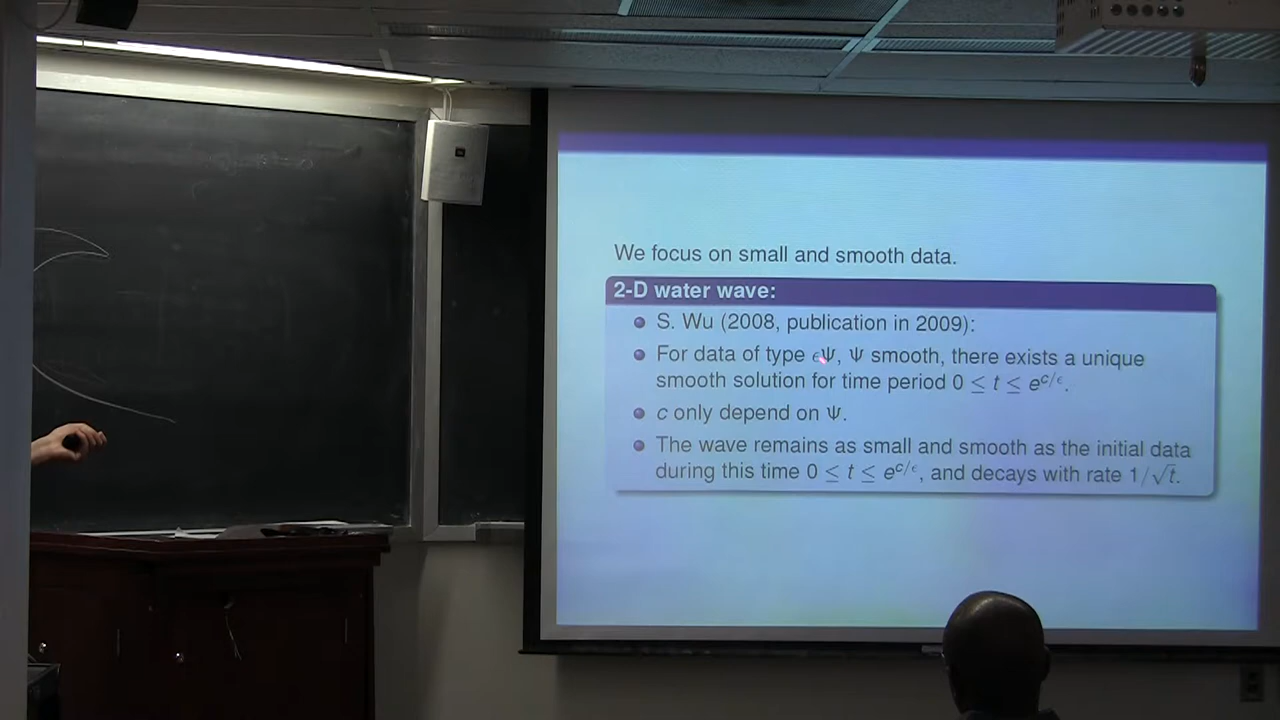 We focus on small and smooth data.
2-D water wave:
S. Wu (2008, publication in 2009):
For data of type ϵΨ, Ψ smooth, there exists a unique
smooth solution for time period 0 ≤ t ≤ e^{c/ϵ}.
c only depend on Ψ.
The wave remains as small and smooth as the initial data
during this time 0 ≤ t ≤ e^{c/ϵ}, and decays with rate 1/√t.